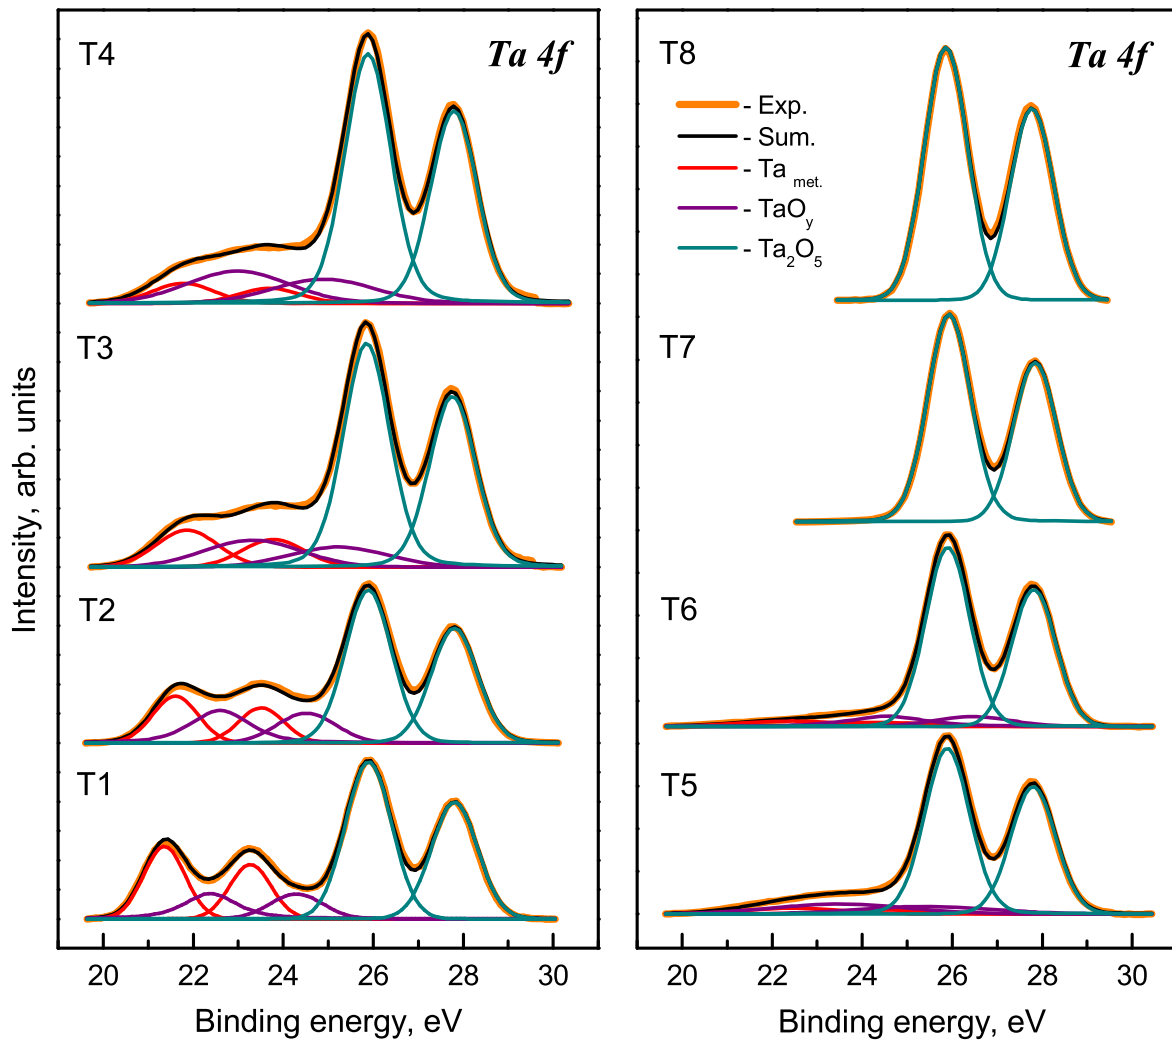 T4
Ta 4f
T3
T2
T1
20 22 24 26 28 30
Binding energy, eV
Intensity, arb. units
T8
Ta 4f
- Exp.
- Sum.
- Ta met.
- TaOy
- Ta2O5
T7
T6
T5
20 22 24 26 28 30
Binding energy, eV